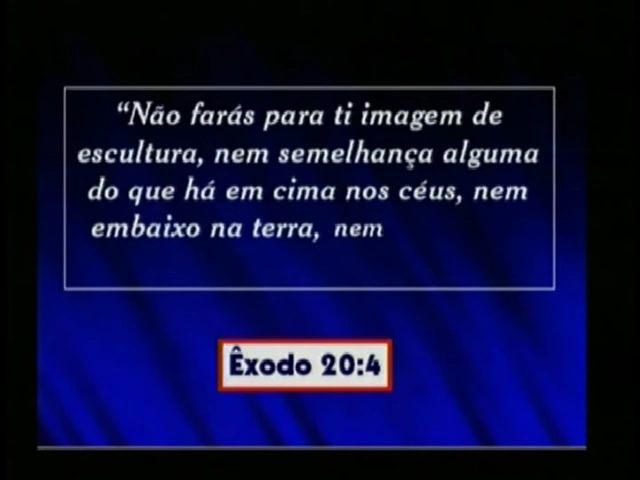 “Não farás para ti imagem de
escultura, nem semelhança alguma
do que há em cima nos céus, nem
embaixo na terra, nem
Êxodo 20:4